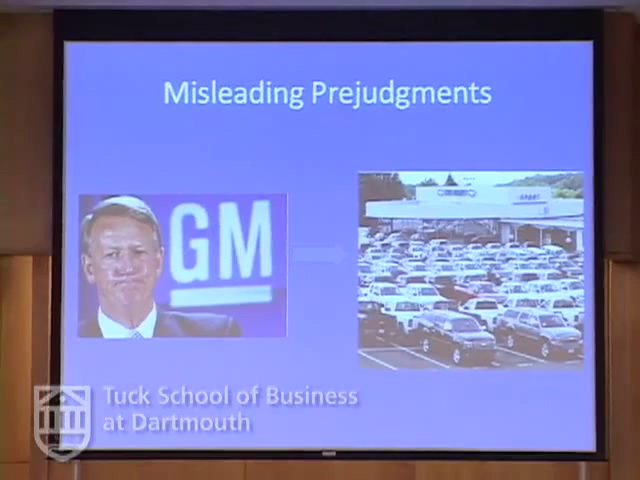 Misleading Prejudgments
GM
Tuck School of Business
at Dartmouth